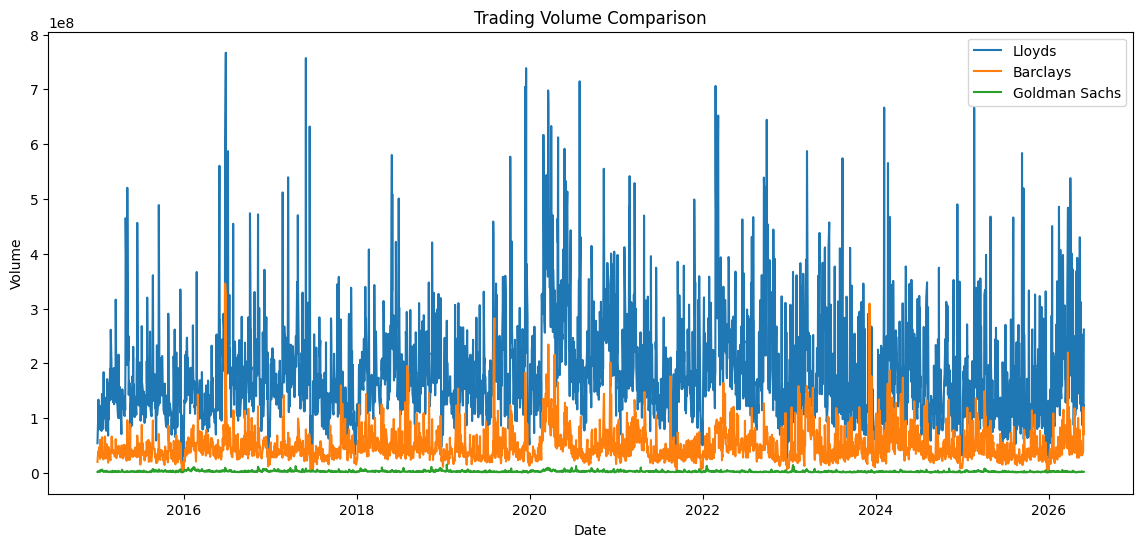 Trading Volume Comparison
1e8
8
7
6
5
4
3
2
1
0
Volume
2016
2018
2020
2022
2024
2026
Date
Lloyds
Barclays
Goldman Sachs